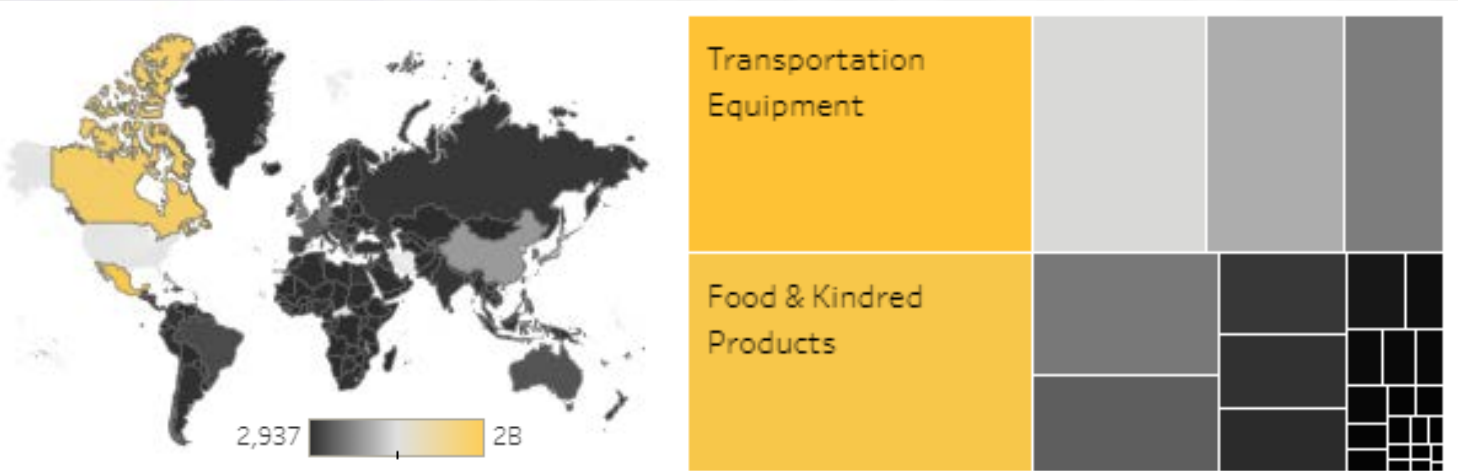 2,937
2B
Transportation
Equipment
Food & Kindred
Products